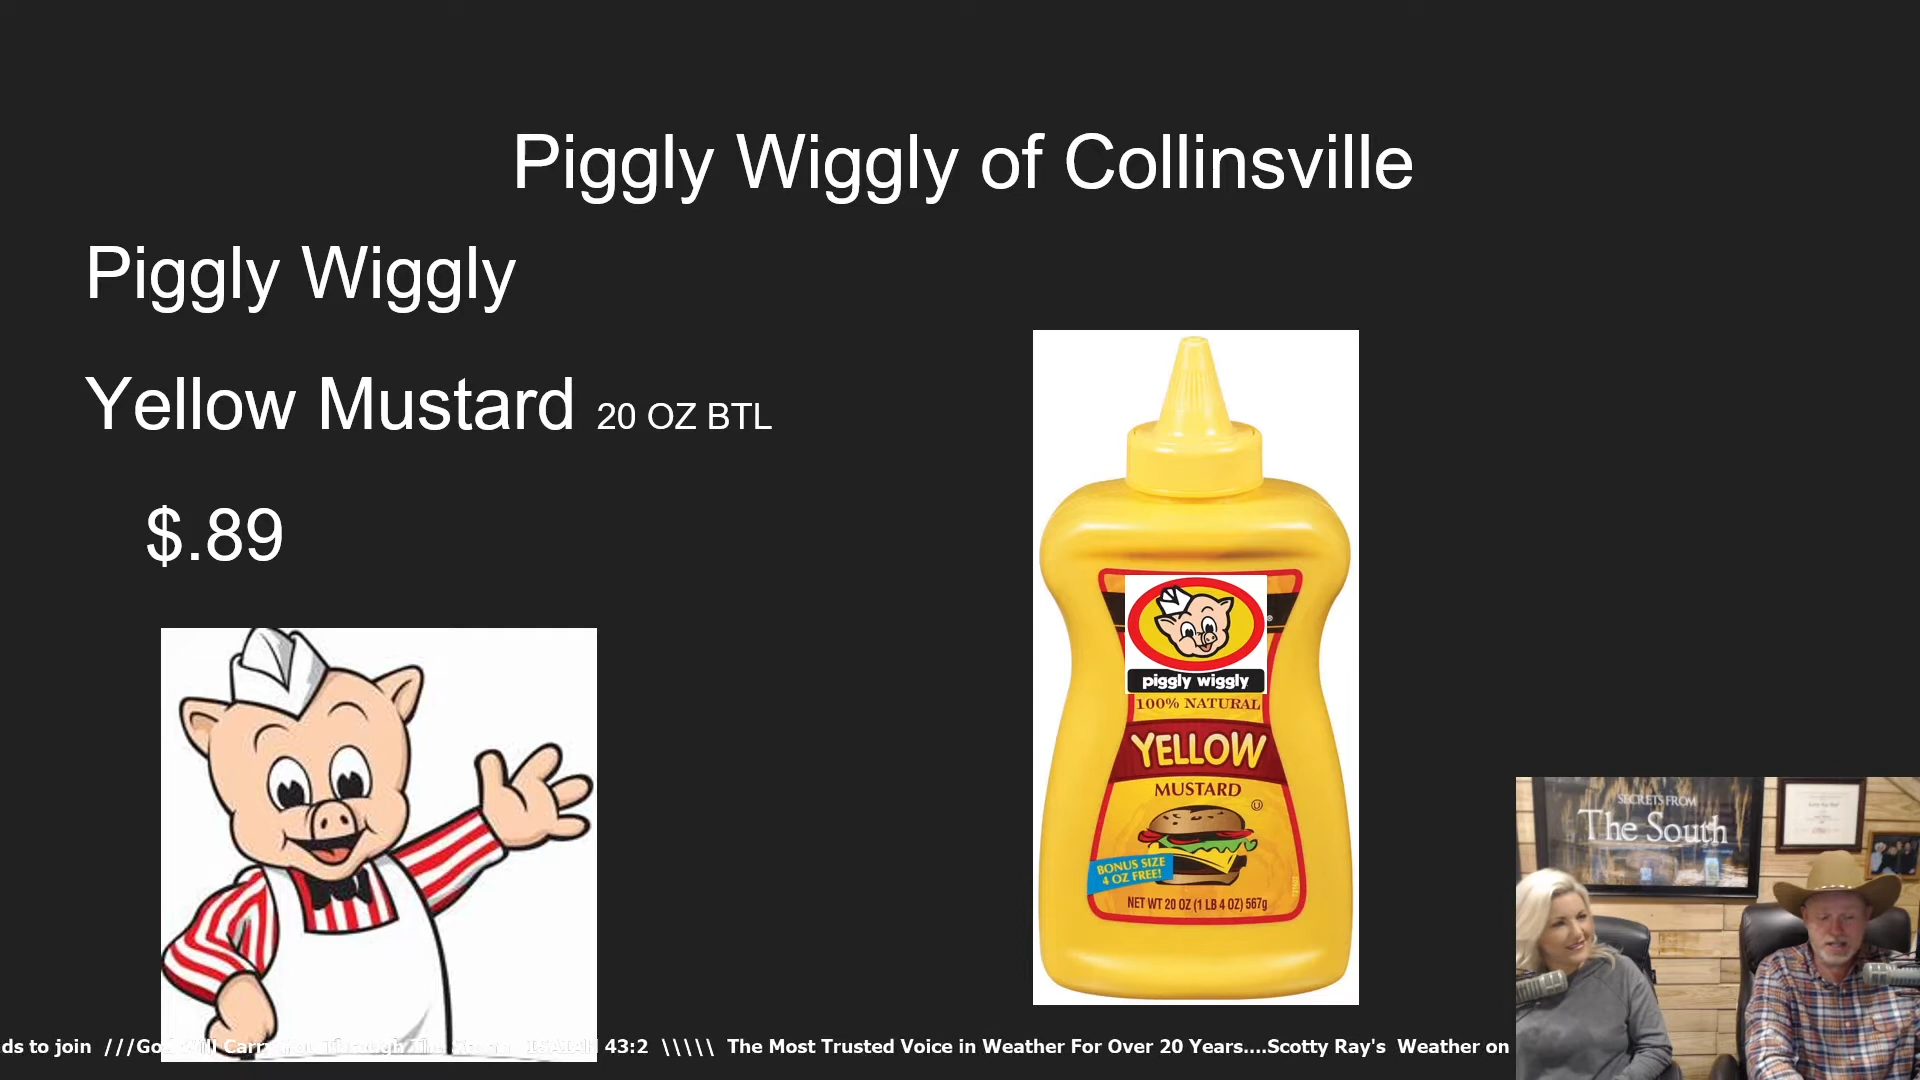 Piggly Wiggly of Collinsville
Piggly Wiggly
Yellow Mustard 20 OZ BTL
$.89
piggly wiggly
100% NATURAL
YELLOW
MUSTARD
BONUS SIZE
4 OZ FREE!
NET WT 20 OZ (1 LB 4 OZ) 567g
SECRETS FROM
The South
ds to join ///God Will Carry You Through The Storm ISAIAH 43:2 \\\\\ The Most Trusted Voice in Weather For Over 20 Years....Scotty Ray's Weather on